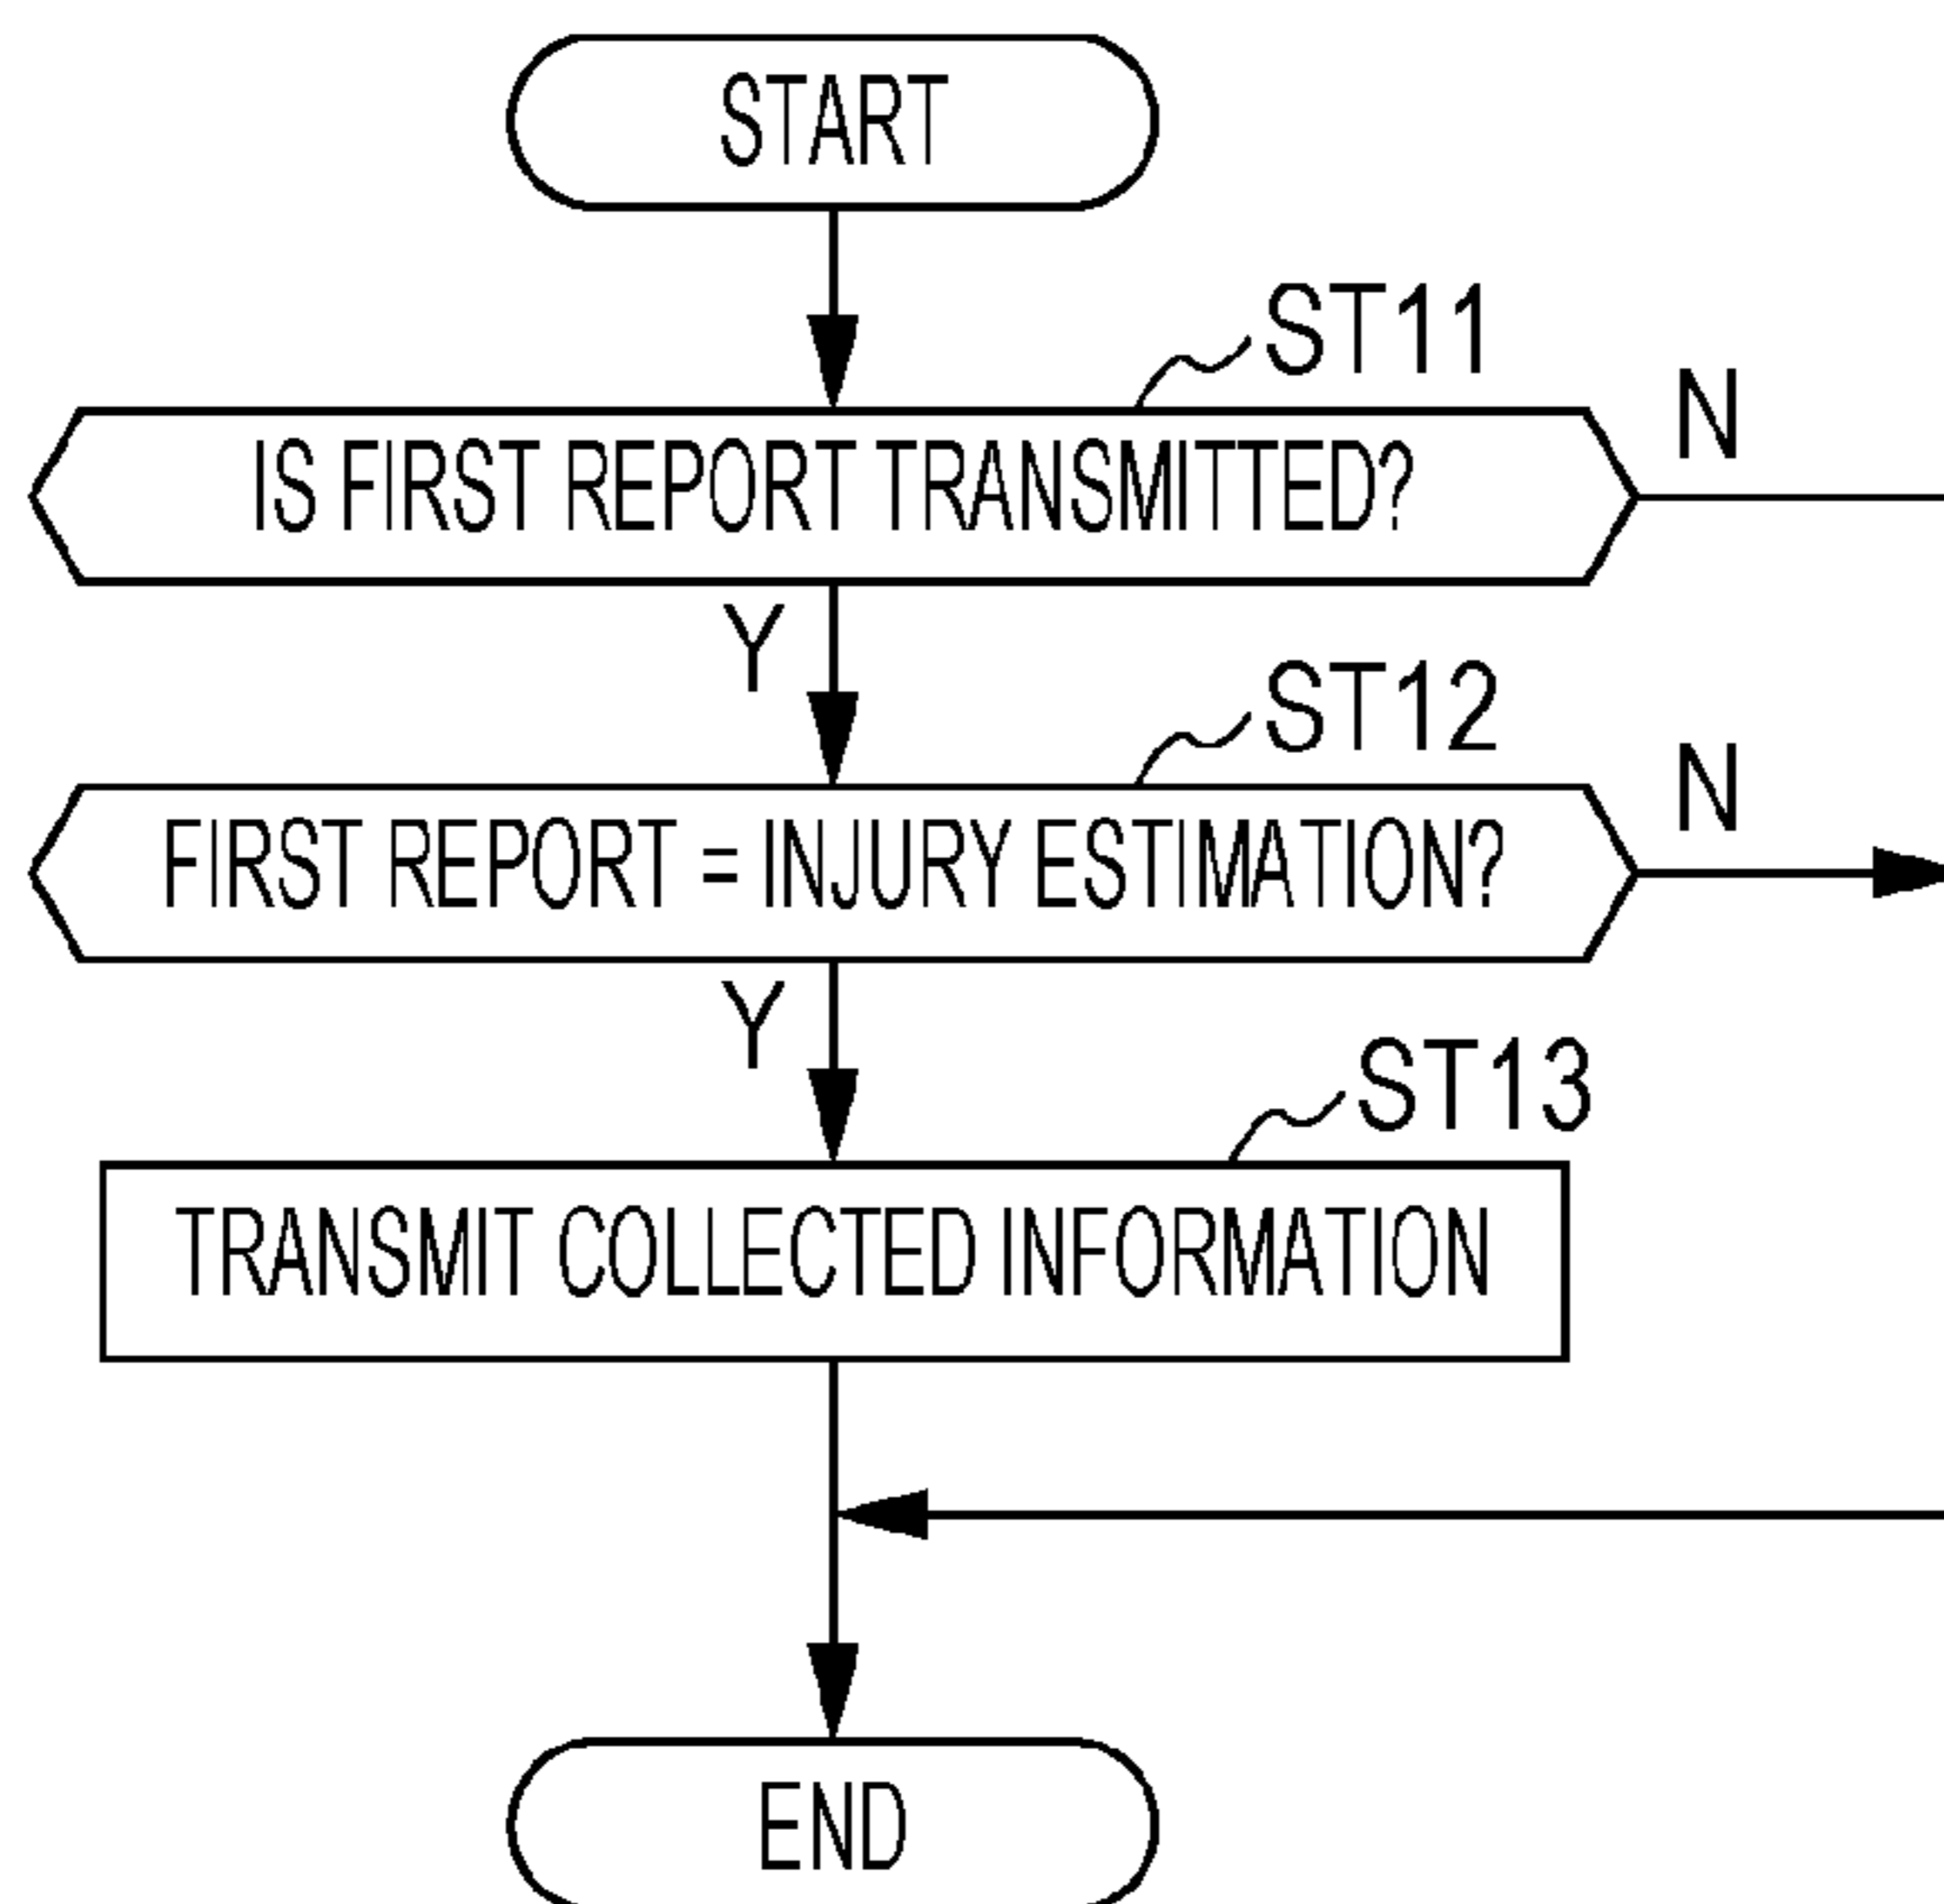 START
ST11
IS FIRST REPORT TRANSMITTED?
N
Y
ST12
FIRST REPORT = INJURY ESTIMATION?
N
Y
ST13
TRANSMIT COLLECTED INFORMATION
END